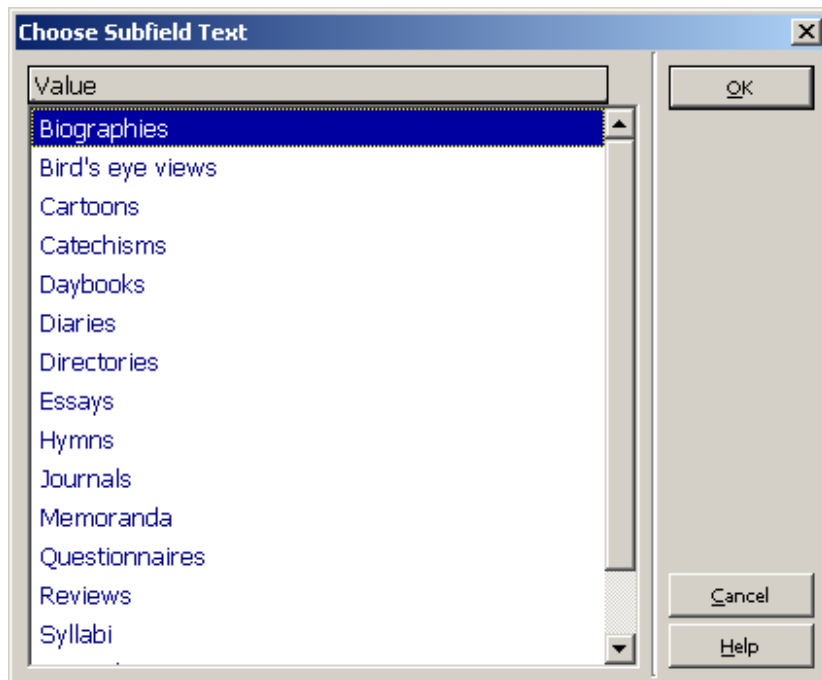 Choose Subfield Text
Value
OK
Biographies
Bird's eye views
Cartoons
Catechisms
Daybooks
Diaries
Directories
Essays
Hymns
Journals
Memoranda
Questionnaires
Reviews
Cancel
Syllabi
Help